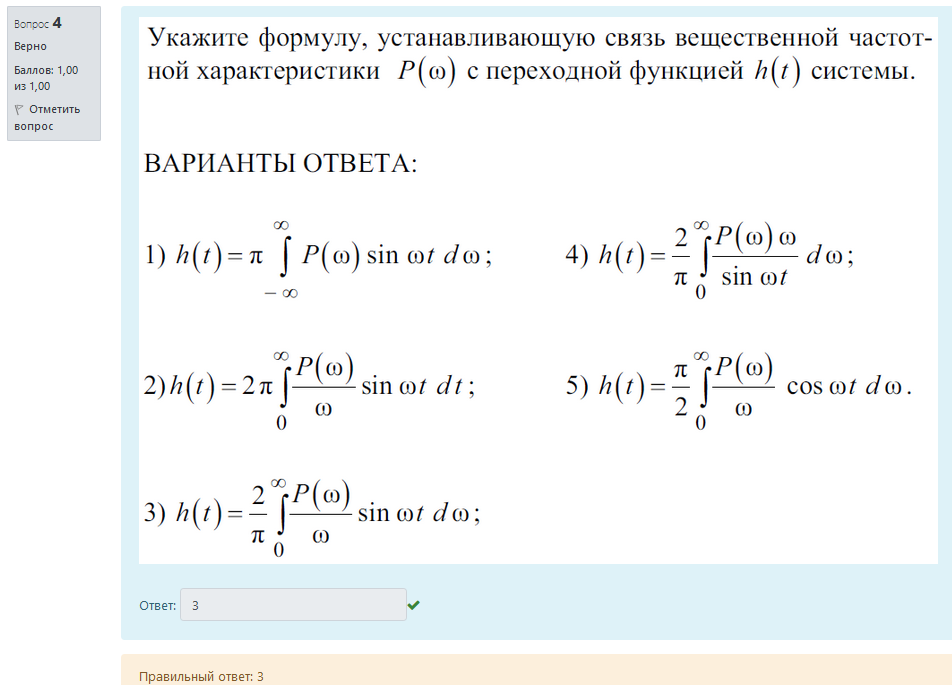 Вопрос 4
Верно
Баллов: 1,00
из 1,00
Отметить
вопрос
Укажите формулу, устанавливающую связь вещественной частот-
ной характеристики P(ω) с переходной функцией h(t) системы.
ВАРИАНТЫ ОТВЕТА:
1) h(t) = π ∫_{-∞}^{∞} P(ω) sin ωt dω;
4) h(t) = 2/π ∫_0^∞ P(ω)ω / sin ωt dω;
2) h(t) = 2π ∫_0^∞ P(ω)/ω sin ωt dt;
5) h(t) = π/2 ∫_0^∞ P(ω)/ω cos ωt dω.
3) h(t) = 2/π ∫_0^∞ P(ω)/ω sin ωt dω;
Ответ: 3
Правильный ответ: 3